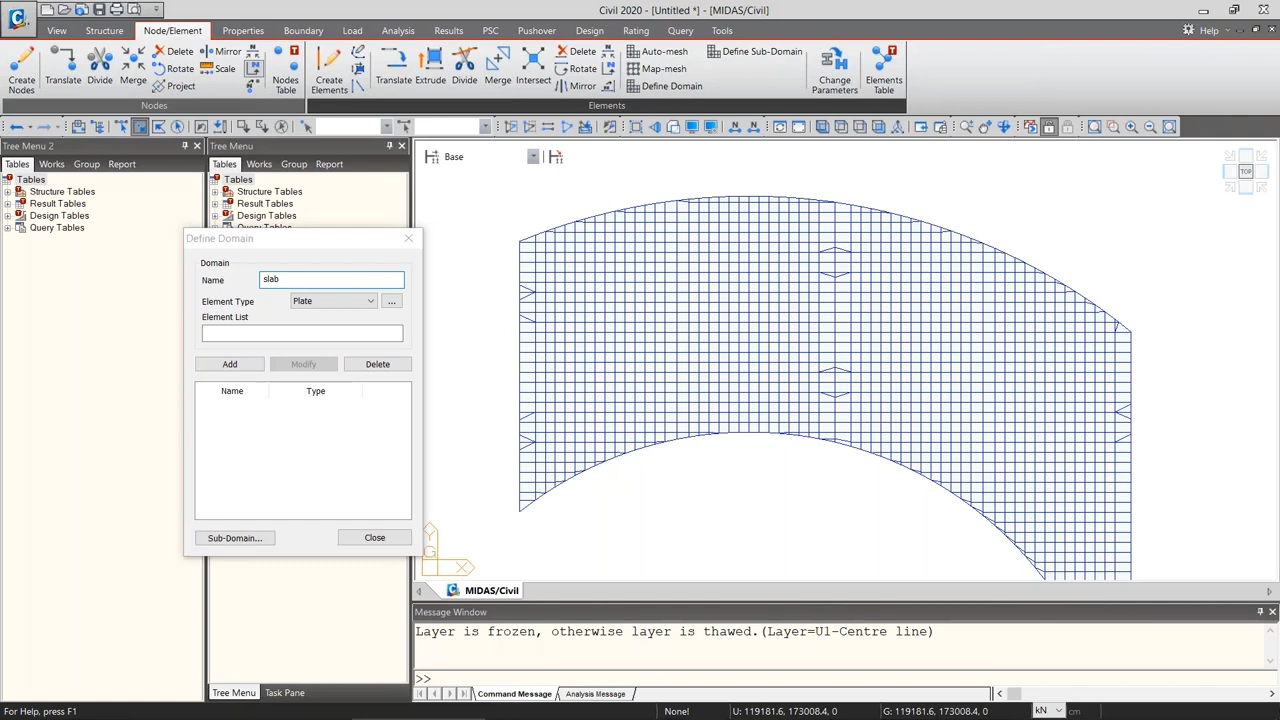 Civil 2020 - [Untitled *] - [MIDAS/Civil]
View Structure Node/Element Properties Boundary Load Analysis Results PSC Pushover Design Rating Query Tools Help
Create Nodes
Translate
Divide
Merge
Delete
Rotate
Project
Mirror
Scale
Nodes Table
Create Elements
Translate
Extrude
Divide
Merge
Intersect
Delete
Rotate
Mirror
Auto-mesh
Map-mesh
Define Domain
Define Sub-Domain
Change Parameters
Elements Table
Nodes
Elements
Tree Menu 2
Tables Works Group Report
Tables
Structure Tables
Result Tables
Design Tables
Query Tables
Tree Menu
Tables Works Group Report
Tables
Structure Tables
Result Tables
Design Tables
Base
TOP
Define Domain
Domain
Name slab
Element Type Plate ...
Element List
Add Modify Delete
Name Type
Sub-Domain... Close
Y
G
X
MIDAS/Civil
Message Window
Layer is frozen, otherwise layer is thawed.(Layer=U1-Centre line)
>>
Command Message Analysis Message
Tree Menu Task Pane
For Help, press F1
None! U: 119181.6, 173008.4, 0 G: 119181.6, 173008.4, 0 kN cm